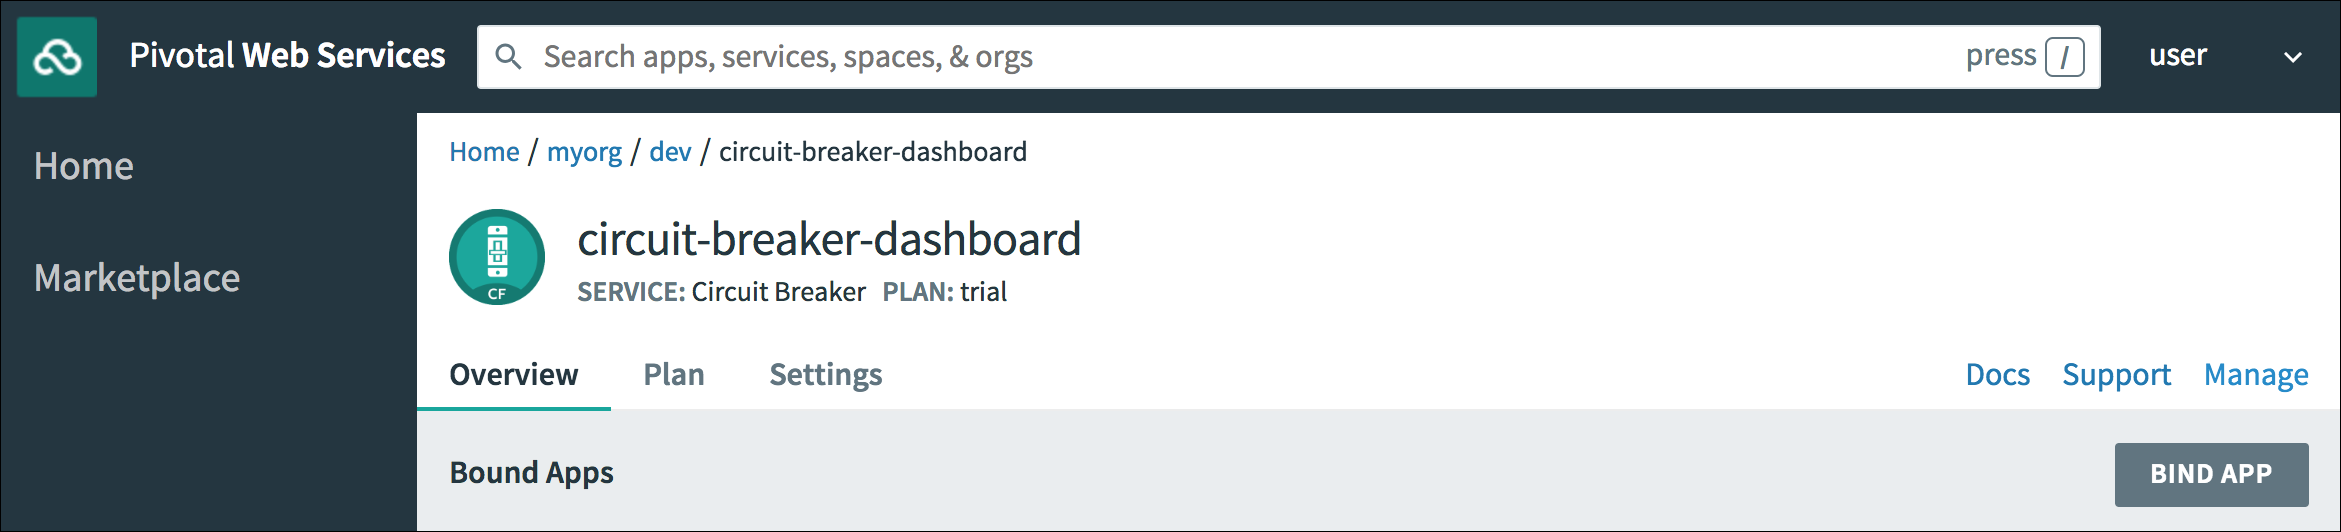 Pivotal Web Services
Search apps, services, spaces, & orgs
press /
user
Home
Marketplace
Home / myorg / dev / circuit-breaker-dashboard
CF
circuit-breaker-dashboard
SERVICE: Circuit Breaker PLAN: trial
Overview Plan Settings
Docs Support Manage
Bound Apps
BIND APP